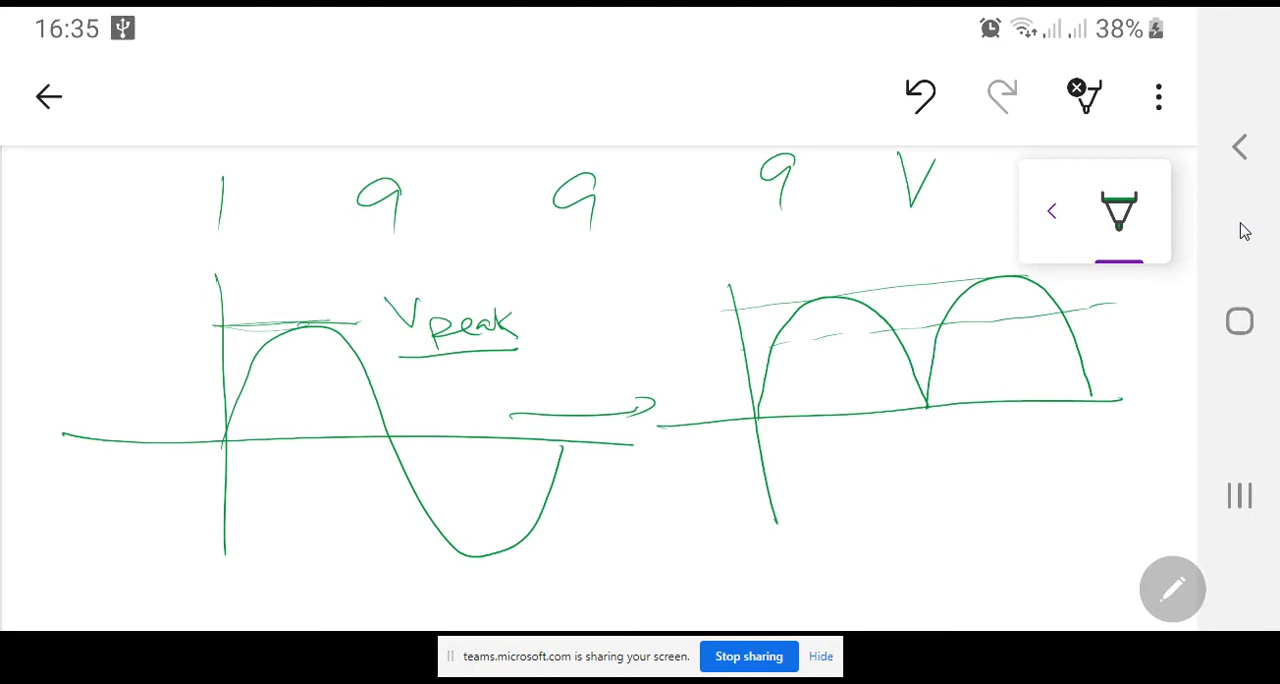 16:35 38%
1 9 9 9 V
Vpeak
teams.microsoft.com is sharing your screen. Stop sharing Hide